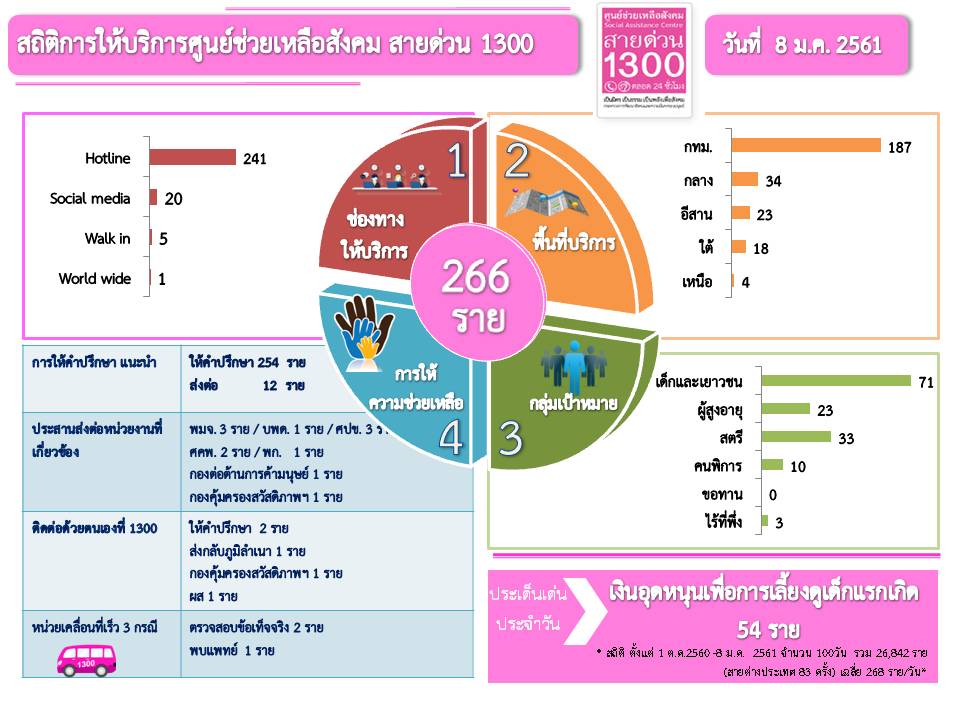 สถิติการให้บริการศูนย์ช่วยเหลือสังคม สายด่วน 1300
ศูนย์ช่วยเหลือสังคม
Social Assistance Centre
สายด่วน
1300
ตลอด 24 ชั่วโมง
วันที่ 8 ม.ค. 2561
Hotline 241
Social media 20
Walk in 5
World wide 1
1
ช่องทาง
ให้บริการ
2
พื้นที่บริการ
กทม. 187
กลาง 34
อีสาน 23
ใต้ 18
เหนือ 4
266
ราย
การให้
ความช่วยเหลือ
4
กลุ่มเป้าหมาย
3
เด็กและเยาวชน 71
ผู้สูงอายุ 23
สตรี 33
คนพิการ 10
ขอทาน 0
ไร้ที่พึ่ง 3
การให้คำปรึกษา แนะนำ
ให้คำปรึกษา 254 ราย
ส่งต่อ 12 ราย
ประสานส่งต่อหน่วยงานที่
เกี่ยวข้อง
พมจ. 3 ราย / บพด. 1 ราย / ศปข. 3
ศคพ. 2 ราย / พก. 1 ราย
กองต่อต้านการค้ามนุษย์ 1 ราย
กองคุ้มครองสวัสดิภาพฯ 1 ราย
ติดต่อด้วยตนเองที่ 1300
ให้คำปรึกษา 2 ราย
ส่งกลับภูมิลำเนา 1 ราย
กองคุ้มครองสวัสดิภาพฯ 1 ราย
ผส 1 ราย
หน่วยเคลื่อนที่เร็ว 3 กรณี
1300
ตรวจสอบข้อเท็จจริง 2 ราย
พบแพทย์ 1 ราย
ประเด็นเด่น
ประจำวัน
เงินอุดหนุนเพื่อการเลี้ยงดูเด็กแรกเกิด
54 ราย
* สถิติ ตั้งแต่ 1 ต.ค.2560 -8 ม.ค. 2561 จำนวน 100วัน รวม 26,842 ราย
(สายต่างประเทศ 83 ครั้ง) เฉลี่ย 268 ราย/วัน*